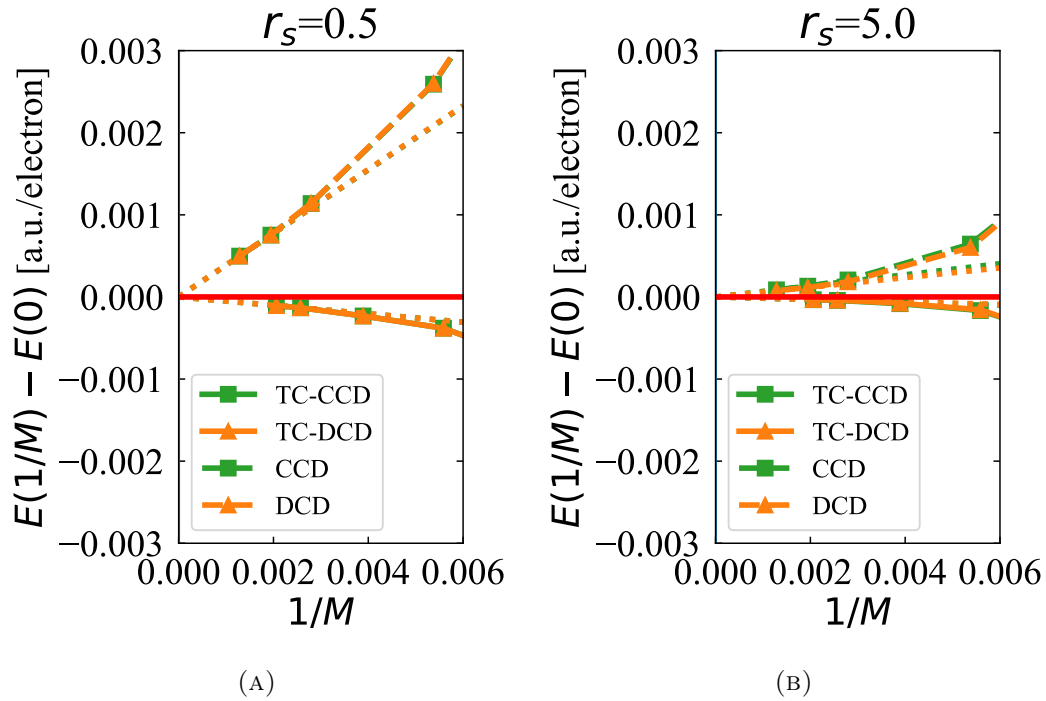 r_s=0.5
E(1/M) − E(0) [a.u./electron]
0.003
0.002
0.001
0.000
−0.001
−0.002
−0.003
TC-CCD
TC-DCD
CCD
DCD
0.000 0.002 0.004 0.006
1/M
(A)
r_s=5.0
E(1/M) − E(0) [a.u./electron]
0.003
0.002
0.001
0.000
−0.001
−0.002
−0.003
TC-CCD
TC-DCD
CCD
DCD
0.000 0.002 0.004 0.006
1/M
(B)